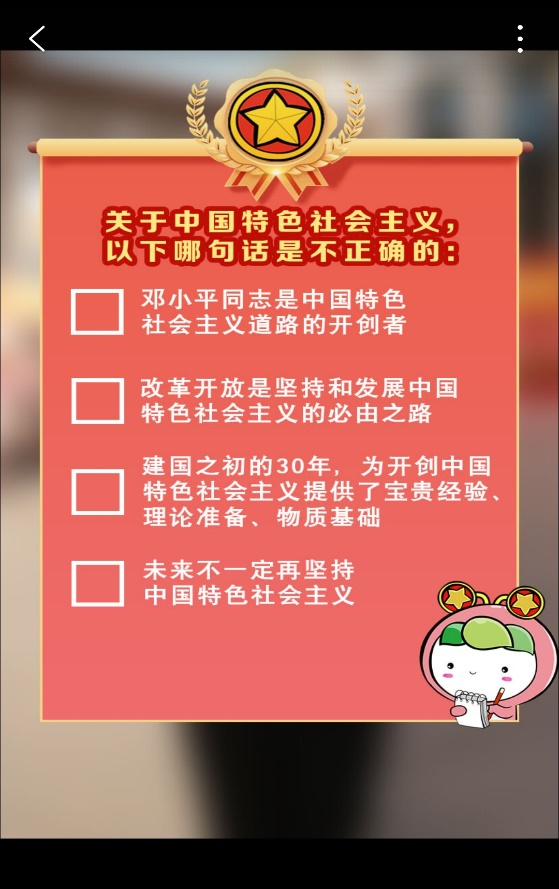 关于中国特色社会主义，
以下哪句话是不正确的：
邓小平同志是中国特色
社会主义道路的开创者
改革开放是坚持和发展中国
特色社会主义的必由之路
建国之初的30年，为开创中国
特色社会主义提供了宝贵经验、
理论准备、物质基础
未来不一定再坚持
中国特色社会主义